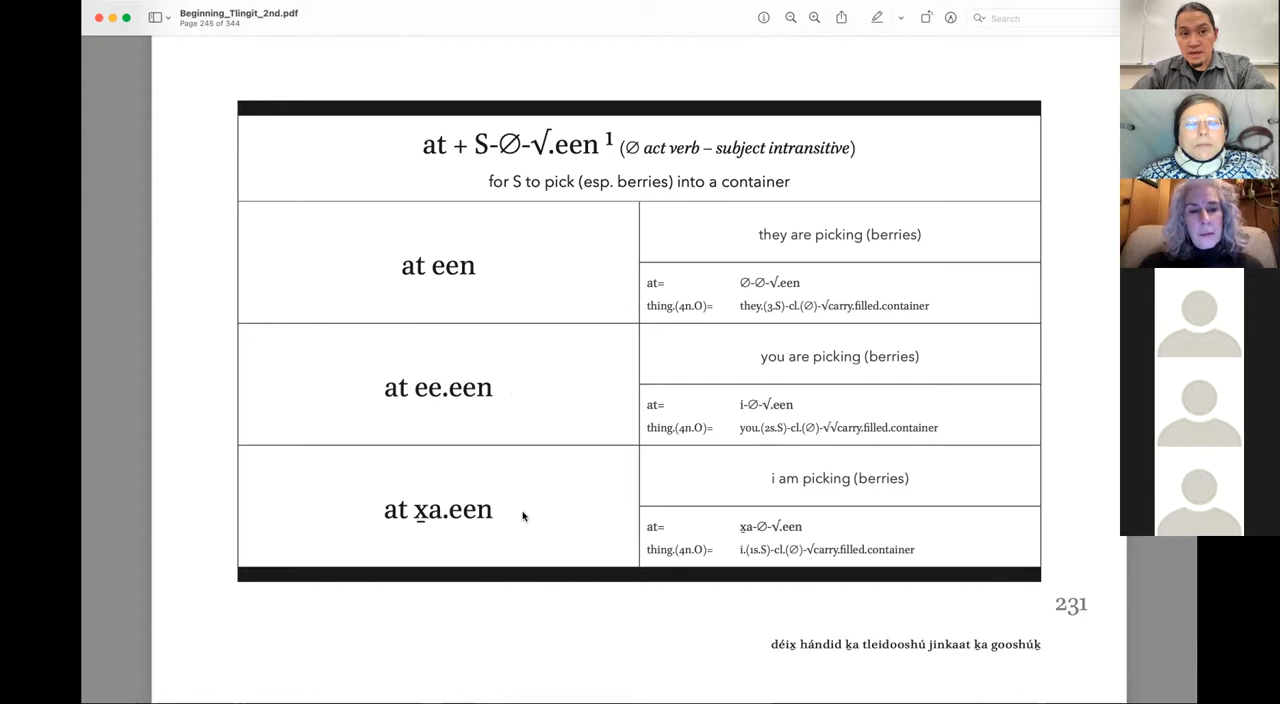 Beginning_Tlingit_2nd.pdf
Page 245 of 344
Search
at + S-∅-√.een ¹ (∅ act verb – subject intransitive)
for S to pick (esp. berries) into a container
at een
they are picking (berries)
at= ∅-∅-√.een
thing.(4n.O)= they.(3.S)-cl.(∅)-√carry.filled.container
at ee.een
you are picking (berries)
at= i-∅-√.een
thing.(4n.O)= you.(2s.S)-cl.(∅)-√√carry.filled.container
at x̱a.een
i am picking (berries)
at= x̱a-∅-√.een
thing.(4n.O)= i.(1s.S)-cl.(∅)-√carry.filled.container
231
déix̱ hándid ḵa tleidooshú jinkaat ḵa gooshúḵ